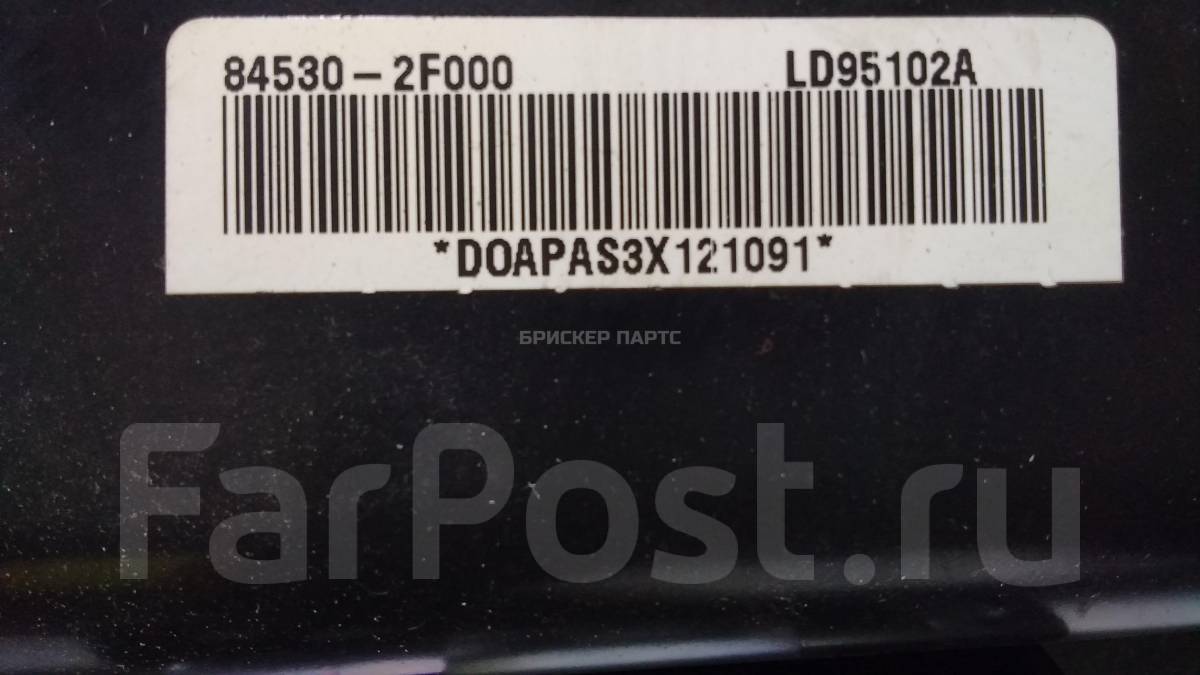 84530-2F000 LD95102A
*DOAPAS3X121091*
БРИСКЕР ПАРТС
FarPost.ru